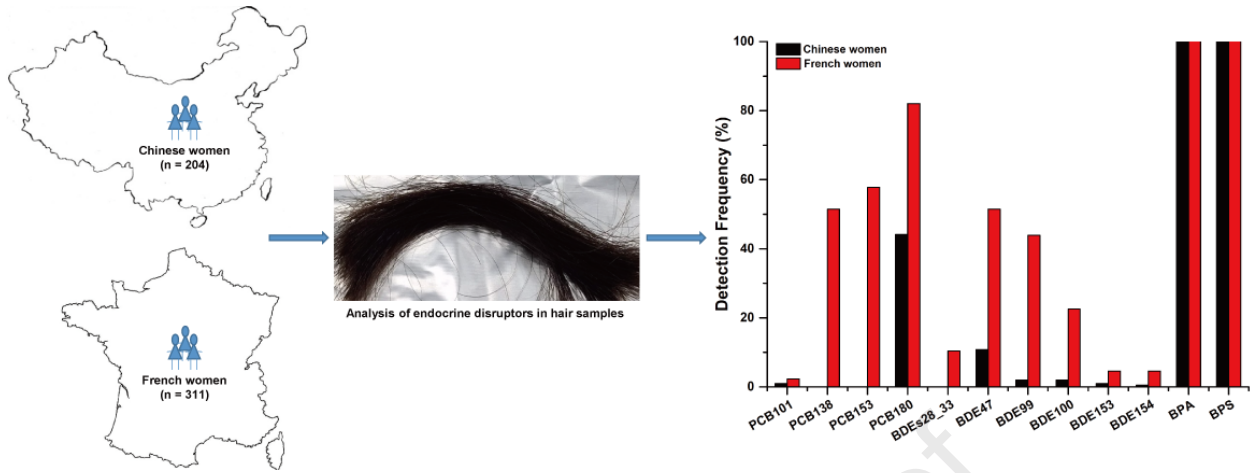 Chinese women
(n = 204)
French women
(n = 311)
Analysis of endocrine disruptors in hair samples
Detection Frequency (%)
100
80
60
40
20
0
Chinese women
French women
PCB101
PCB138
PCB153
PCB180
BDEs28_33
BDE47
BDE99
BDE100
BDE153
BDE154
BPA
BPS